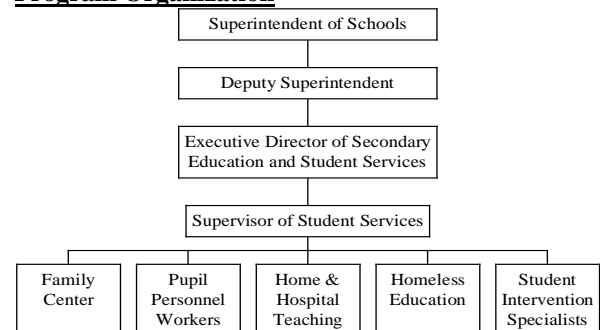 Program Organization
Superintendent of Schools
Deputy Superintendent
Executive Director of Secondary
Education and Student Services
Supervisor of Student Services
Family
Center
Pupil
Personnel
Workers
Home &
Hospital
Teaching
Homeless
Education
Student
Intervention
Specialists